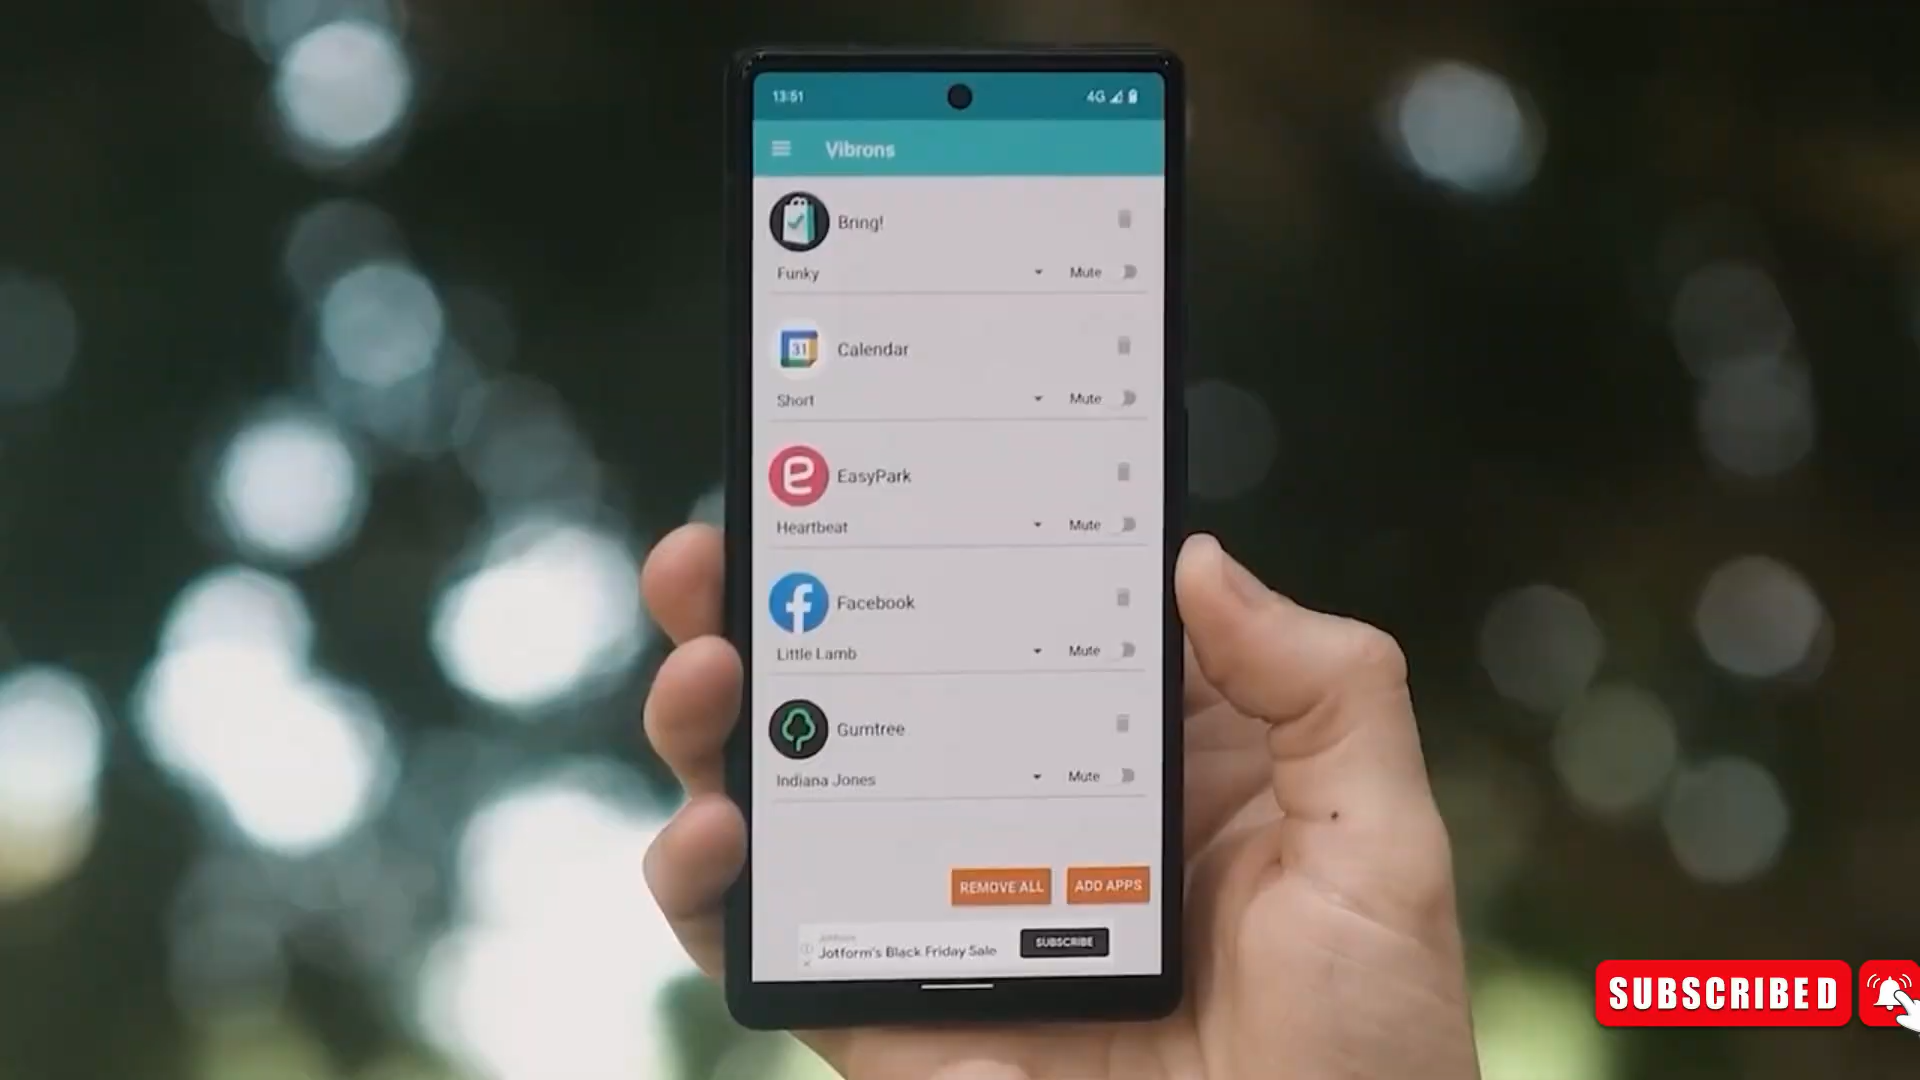 13:51
4G
Vibrons
Bring!
Funky
Mute
31
Calendar
Short
Mute
EasyPark
Heartbeat
Mute
Facebook
Little Lamb
Mute
Gumtree
Indiana Jones
Mute
REMOVE ALL
ADD APPS
Jotform's Black Friday Sale
SUBSCRIBE
SUBSCRIBED